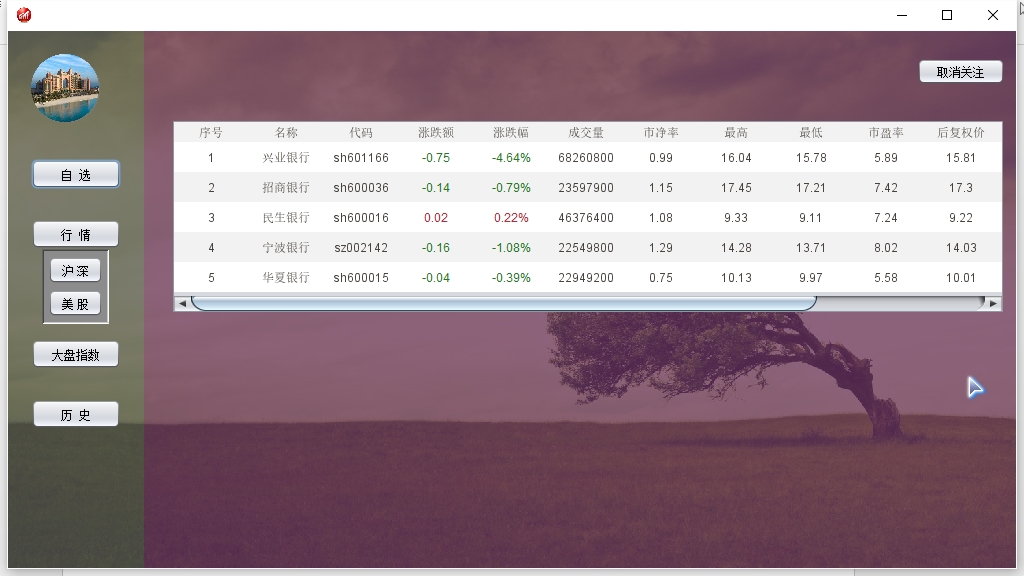 取消关注
自 选
行 情
沪 深
美 股
大盘指数
历 史
序号 名称 代码 涨跌额 涨跌幅 成交量 市净率 最高 最低 市盈率 后复权价
1 兴业银行 sh601166 -0.75 -4.64% 68260800 0.99 16.04 15.78 5.89 15.81
2 招商银行 sh600036 -0.14 -0.79% 23597900 1.15 17.45 17.21 7.42 17.3
3 民生银行 sh600016 0.02 0.22% 46376400 1.08 9.33 9.11 7.24 9.22
4 宁波银行 sz002142 -0.16 -1.08% 22549800 1.29 14.28 13.71 8.02 14.03
5 华夏银行 sh600015 -0.04 -0.39% 22949200 0.75 10.13 9.97 5.58 10.01